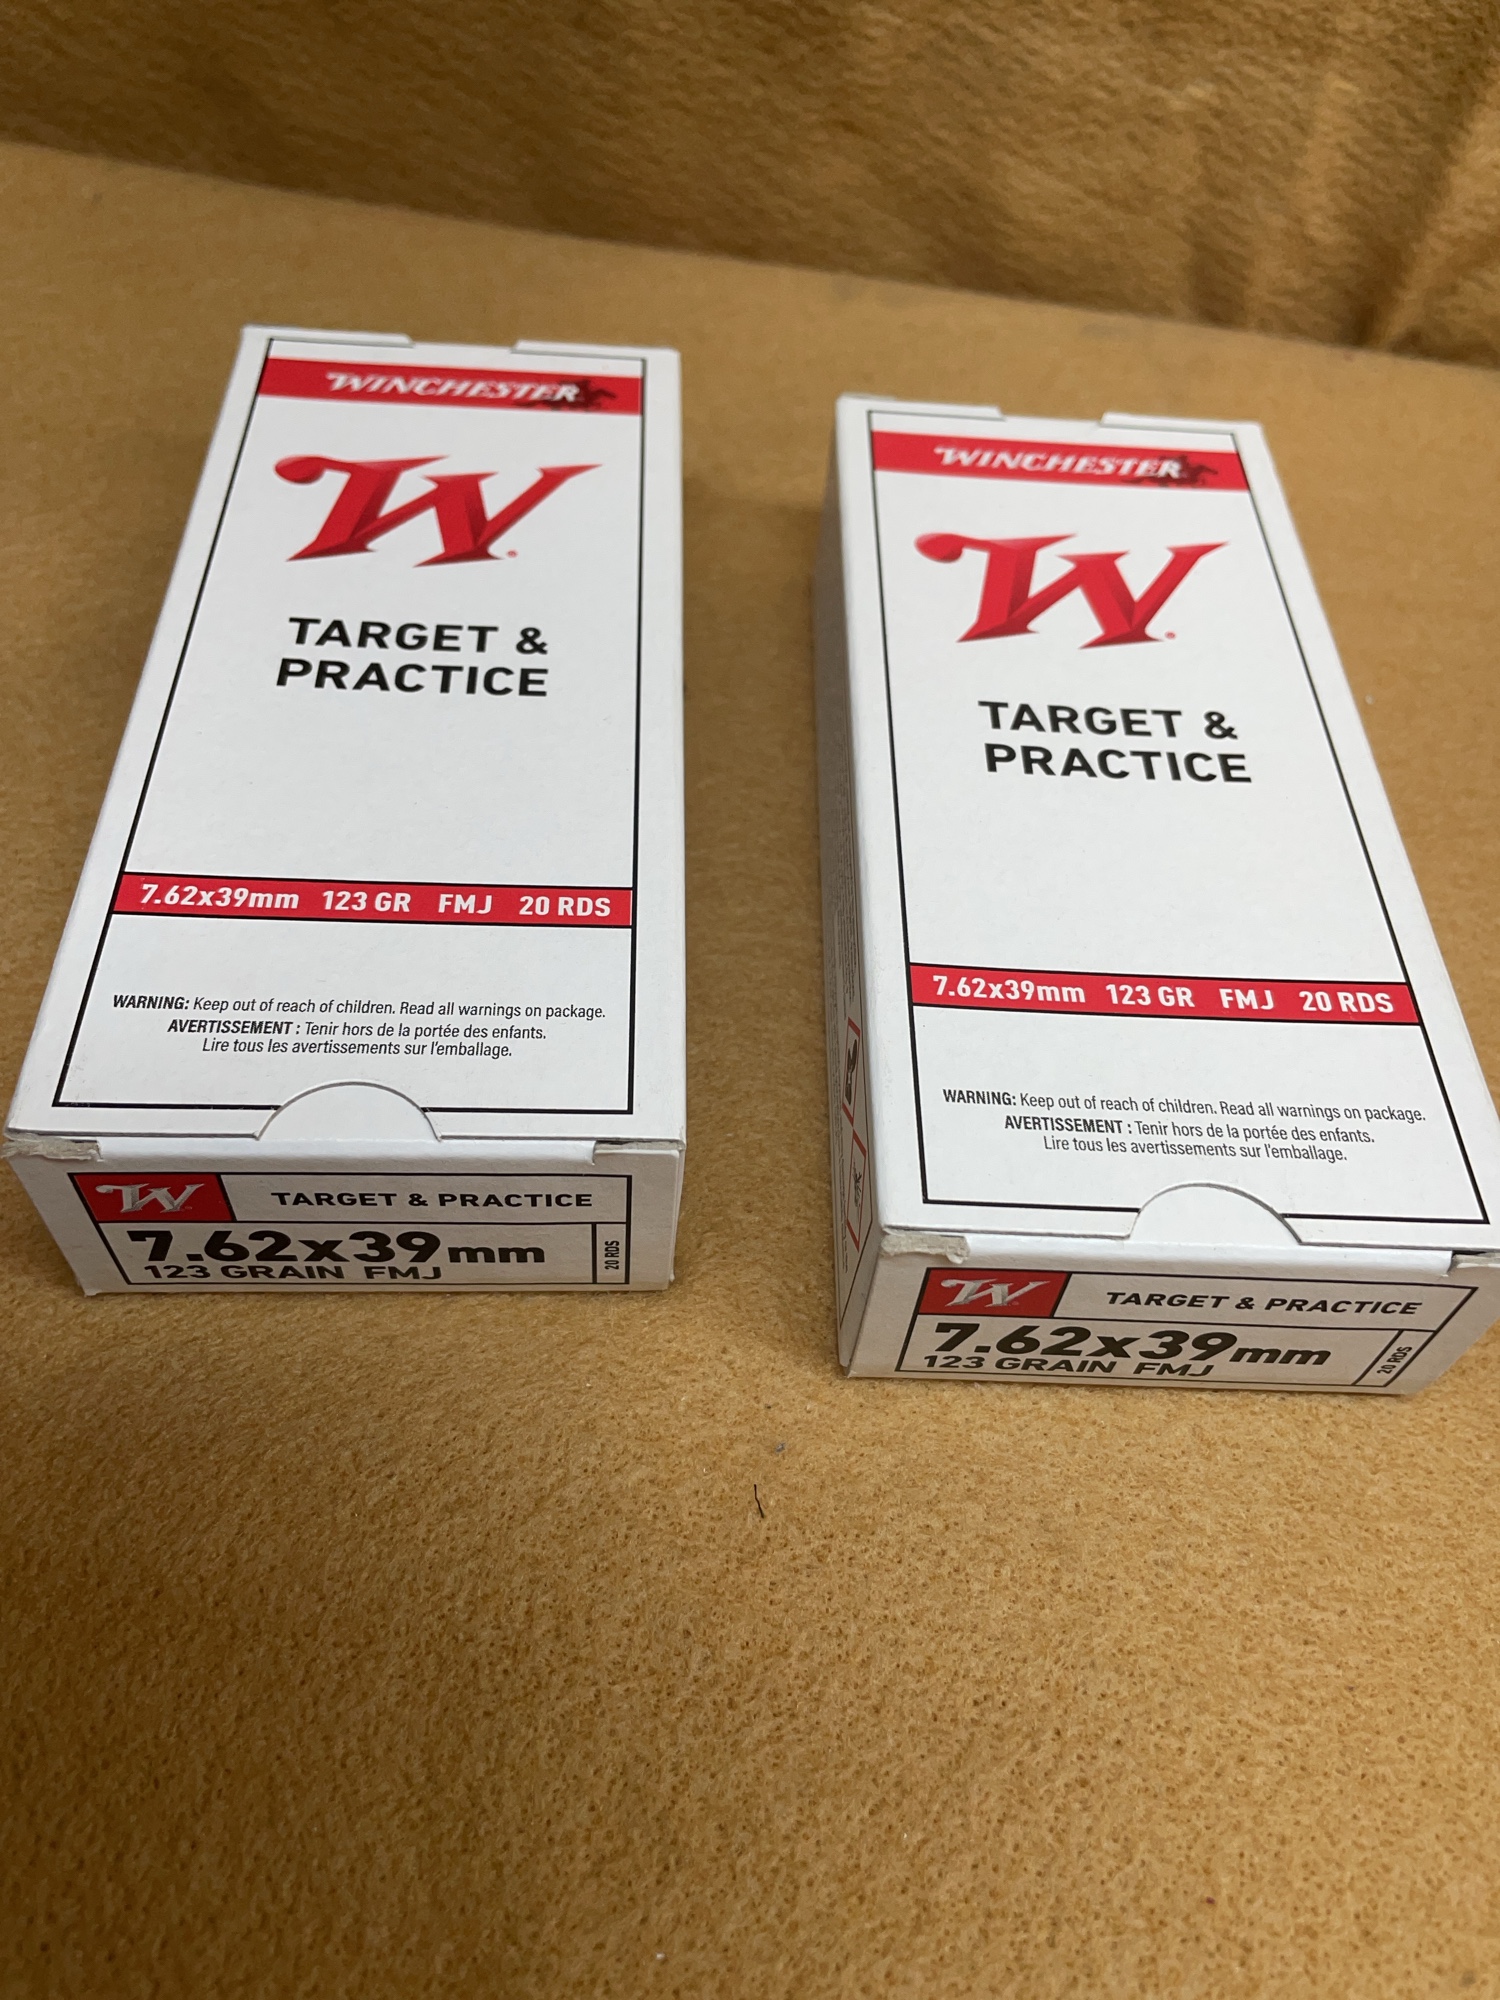 WINCHESTER
W
TARGET &
PRACTICE
7.62x39mm 123 GR FMJ 20 RDS
WARNING: Keep out of reach of children. Read all warnings on package.
AVERTISSEMENT : Tenir hors de la portée des enfants.
Lire tous les avertissements sur l'emballage.
W TARGET & PRACTICE
7.62x39mm
123 GRAIN FMJ
20 RDS
WINCHESTER
W
TARGET &
PRACTICE
7.62x39mm 123 GR FMJ 20 RDS
WARNING: Keep out of reach of children. Read all warnings on package.
AVERTISSEMENT : Tenir hors de la portée des enfants.
Lire tous les avertissements sur l'emballage.
W TARGET & PRACTICE
7.62x39mm
123 GRAIN FMJ
20 RDS